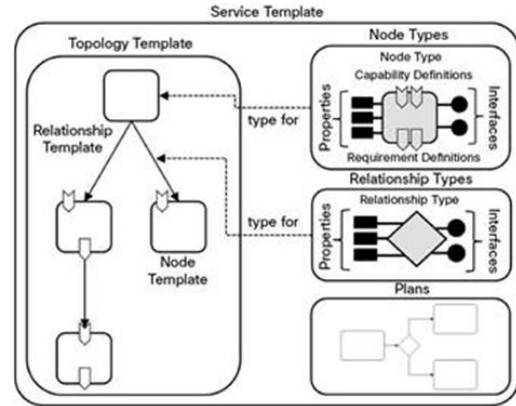 Service Template
Topology Template
Relationship
Template
Node
Template
type for
type for
Node Types
Node Type
Capability Definitions
Properties
Interfaces
Requirement Definitions
Relationship Types
Relationship Type
Properties
Interfaces
Plans